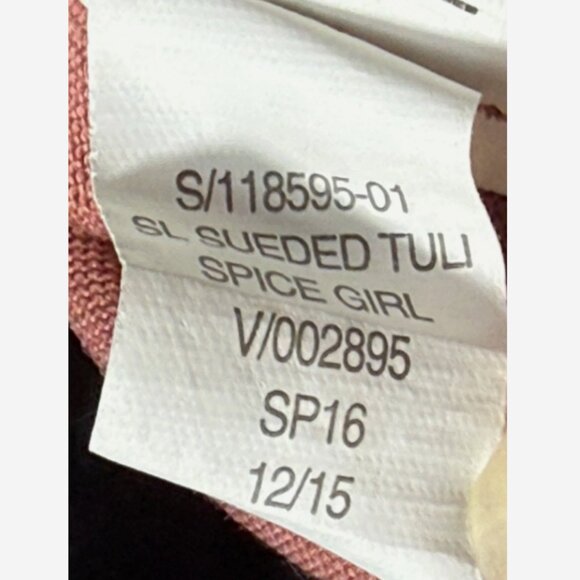 S/118595-01
SL SUEDED TULI
SPICE GIRL
V/002895
SP16
12/15